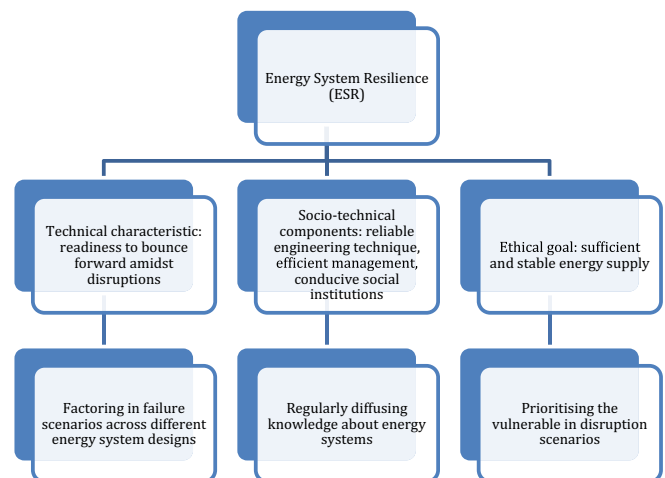 Energy System Resilience
(ESR)
Technical characteristic:
readiness to bounce
forward amidst
disruptions
Socio-technical
components: reliable
engineering technique,
efficient management,
conducive social
institutions
Ethical goal: sufficient
and stable energy supply
Factoring in failure
scenarios across different
energy system designs
Regularly diffusing
knowledge about energy
systems
Prioritising the
vulnerable in disruption
scenarios